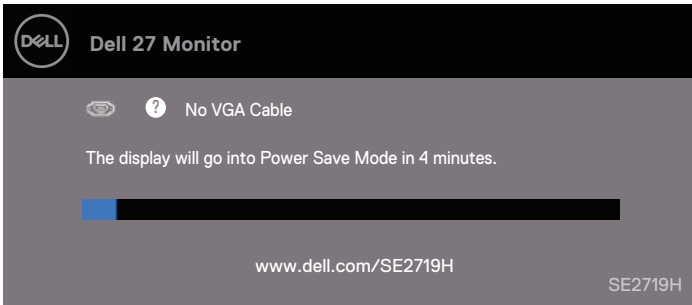 DELL
Dell 27 Monitor
? No VGA Cable
The display will go into Power Save Mode in 4 minutes.
www.dell.com/SE2719H
SE2719H